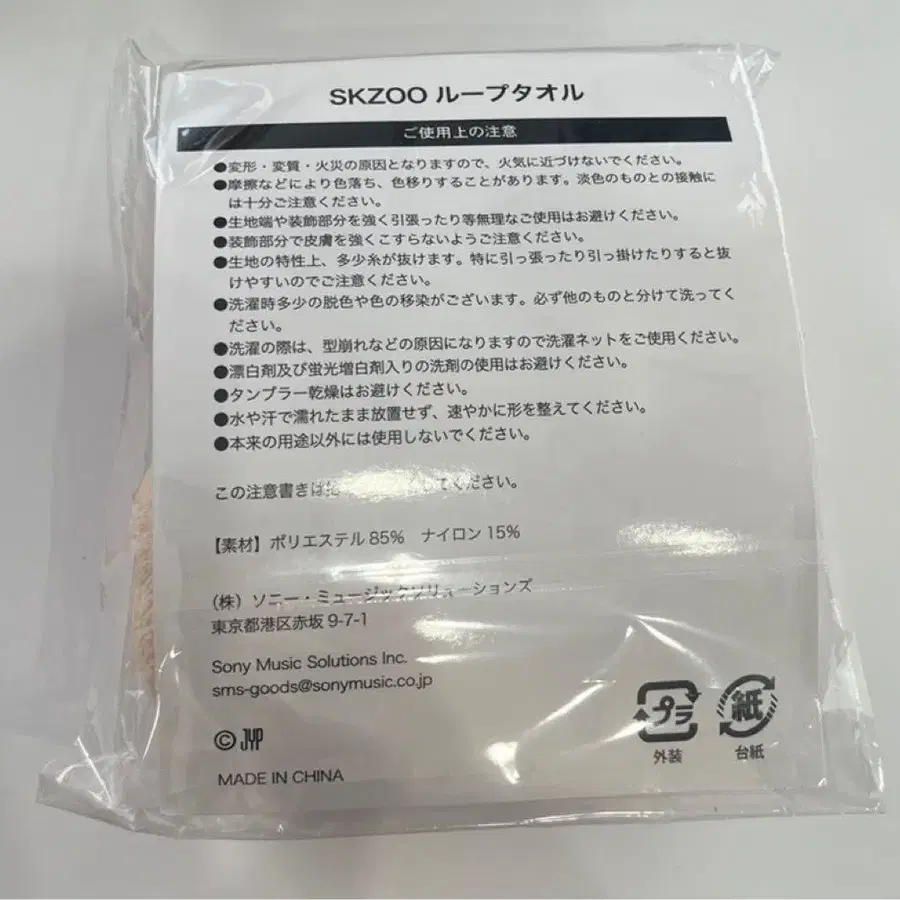 SKZOO ループタオル
ご使用上の注意
●変形・変質・火災の原因となりますので、火気に近づけないでください。
●摩擦などにより色落ち、色移りすることがあります。淡色のものとの接触に
は十分ご注意ください。
●生地端や装飾部分を強く引張ったり等無理なご使用はお避けください。
●装飾部分で皮膚を強くこすらないようご注意ください。
●生地の特性上、多少糸が抜けます。特に引っ張ったり引っ掛けたりすると抜
けやすいのでご注意ください。
●洗濯時多少の脱色や色の移染がございます。必ず他のものと分けて洗ってく
ださい。
●洗濯の際は、型崩れなどの原因になりますので洗濯ネットをご使用ください。
●漂白剤及び蛍光増白剤入りの洗剤の使用はお避けください。
●タンブラー乾燥はお避けください。
●水や汗で濡れたまま放置せず、速やかに形を整えてください。
●本来の用途以外には使用しないでください。
この注意書きは してください。
【素材】ポリエステル 85% ナイロン 15%
（株）ソニー・ミュージックソリューションズ
東京都港区赤坂 9-7-1
Sony Music Solutions Inc.
sms-goods@sonymusic.co.jp
© JYP
プラ 紙
外装 台紙
MADE IN CHINA